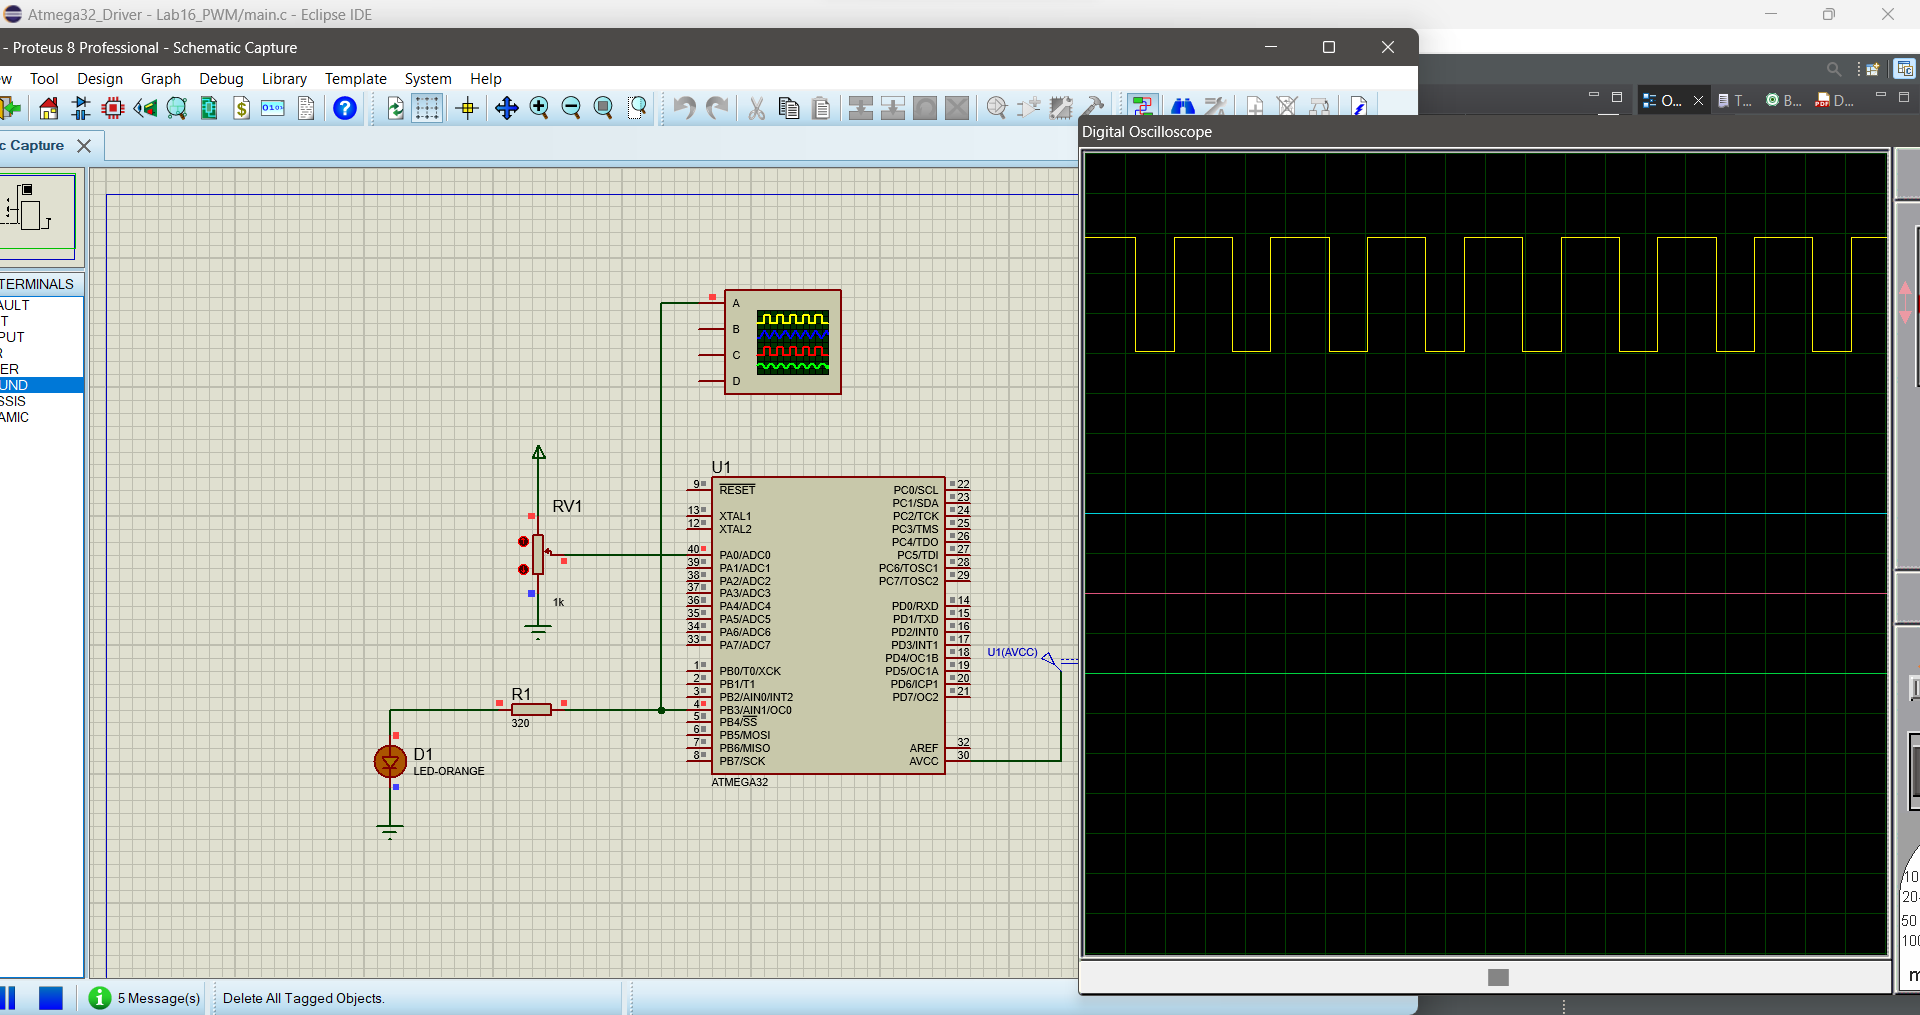 Atmega32_Driver - Lab16_PWM/main.c - Eclipse IDE
- Proteus 8 Professional - Schematic Capture
ew Tool Design Graph Debug Library Template System Help
O... T... B... D...
c Capture
Digital Oscilloscope
TERMINALS
AULT
T
PUT
R
ER
UND
SSIS
AMIC
A
B
C
D
RV1
1k
U1
9 RESET
13 XTAL1
12 XTAL2
40 PA0/ADC0
39 PA1/ADC1
38 PA2/ADC2
37 PA3/ADC3
36 PA4/ADC4
35 PA5/ADC5
34 PA6/ADC6
33 PA7/ADC7
1 PB0/T0/XCK
2 PB1/T1
3 PB2/AIN0/INT2
4 PB3/AIN1/OC0
5 PB4/SS
6 PB5/MOSI
7 PB6/MISO
8 PB7/SCK
PC0/SCL 22
PC1/SDA 23
PC2/TCK 24
PC3/TMS 25
PC4/TDO 26
PC5/TDI 27
PC6/TOSC1 28
PC7/TOSC2 29
PD0/RXD 14
PD1/TXD 15
PD2/INT0 16
PD3/INT1 17
PD4/OC1B 18
PD5/OC1A 19
PD6/ICP1 20
PD7/OC2 21
AREF 32
AVCC 30
ATMEGA32
U1(AVCC)
R1
320
D1
LED-ORANGE
10
20
50
100
m
5 Message(s)
Delete All Tagged Objects.